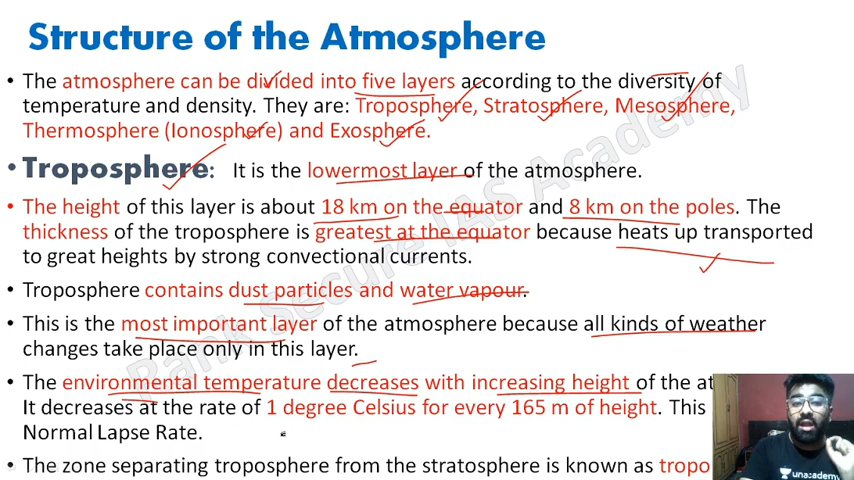 Structure of the Atmosphere
• The atmosphere can be divided into five layers according to the diversity of
temperature and density. They are: Troposphere, Stratosphere, Mesosphere,
Thermosphere (Ionosphere) and Exosphere.
• Troposphere: It is the lowermost layer of the atmosphere.
• The height of this layer is about 18 km on the equator and 8 km on the poles. The
thickness of the troposphere is greatest at the equator because heats up transported
to great heights by strong convectional currents.
• Troposphere contains dust particles and water vapour.
• This is the most important layer of the atmosphere because all kinds of weather
changes take place only in this layer.
• The environmental temperature decreases with increasing height of the at
It decreases at the rate of 1 degree Celsius for every 165 m of height. This
Normal Lapse Rate.
• The zone separating troposphere from the stratosphere is known as tropo
Rank Secure IAS Academy
unacademy